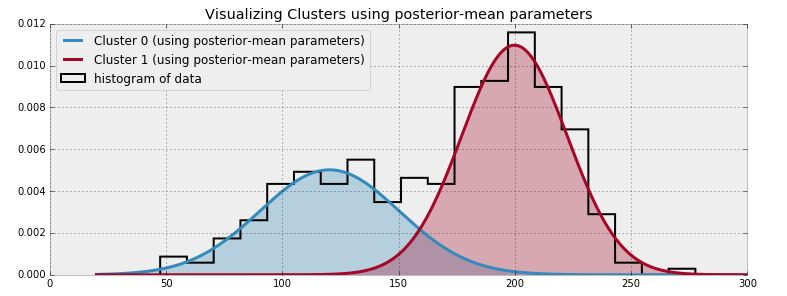 Visualizing Clusters using posterior-mean parameters
0.012
0.010
0.008
0.006
0.004
0.002
0.000
Cluster 0 (using posterior-mean parameters)
Cluster 1 (using posterior-mean parameters)
histogram of data
0 50 100 150 200 250 300